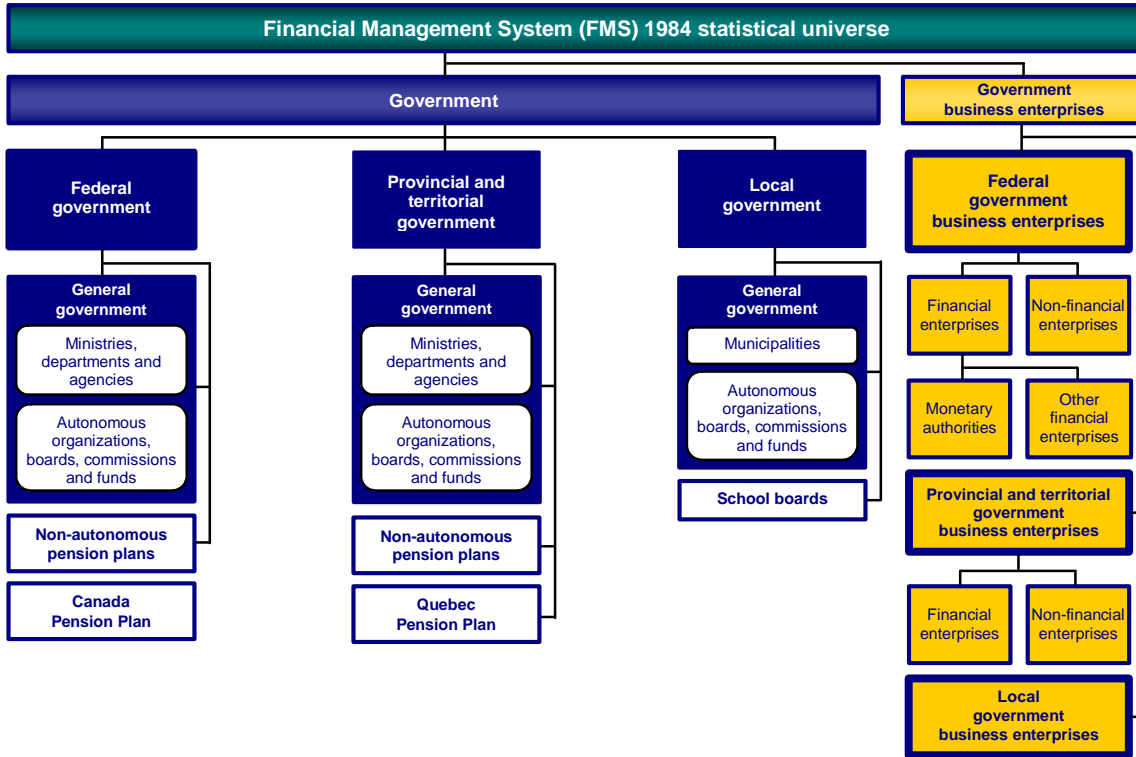 Financial Management System (FMS) 1984 statistical universe
Government
Government
business enterprises
Federal
government
Provincial and
territorial
government
Local
government
Federal
government
business enterprises
General
government
Ministries,
departments and
agencies
Autonomous
organizations,
boards, commissions
and funds
Non-autonomous
pension plans
Canada
Pension Plan
General
government
Ministries,
departments and
agencies
Autonomous
organizations,
boards, commissions
and funds
Non-autonomous
pension plans
Quebec
Pension Plan
General
government
Municipalities
Autonomous
organizations,
boards, commissions
and funds
School boards
Financial
enterprises
Non-financial
enterprises
Monetary
authorities
Other
financial
enterprises
Provincial and territorial
government
business enterprises
Financial
enterprises
Non-financial
enterprises
Local
government
business enterprises